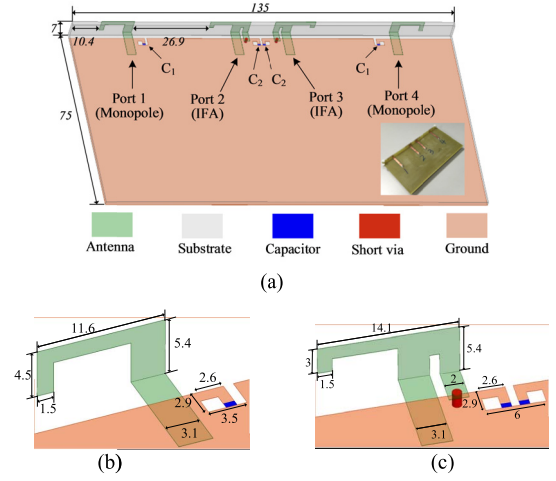 135
7
10.4
26.9
C1
C2 C2
C1
Port 1
(Monopole)
Port 2
(IFA)
Port 3
(IFA)
Port 4
(Monopole)
75
Antenna
Substrate
Capacitor
Short via
Ground
(a)
11.6
5.4
4.5
1.5
2.6
2.9
3.5
3.1
(b)
14.1
5.4
3
1.5
2
2.6
2.9
6
3.1
(c)